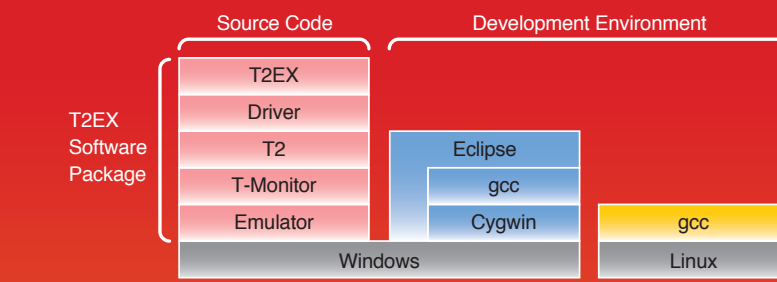 Source Code
Development Environment
T2EX
Software
Package
T2EX
Driver
T2
T-Monitor
Emulator
Eclipse
gcc
Cygwin
gcc
Windows
Linux